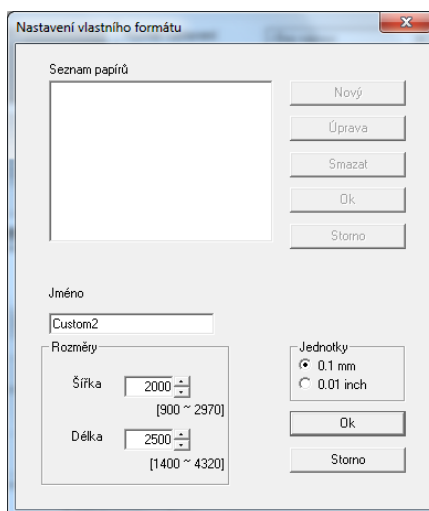 Nastavení vlastního formátu
Seznam papírů
Nový
Úprava
Smazat
Ok
Storno
Jméno
Custom2
Rozměry
Šířka 2000
[900 ~ 2970]
Délka 2500
[1400 ~ 4320]
Jednotky
0.1 mm
0.01 inch
Ok
Storno